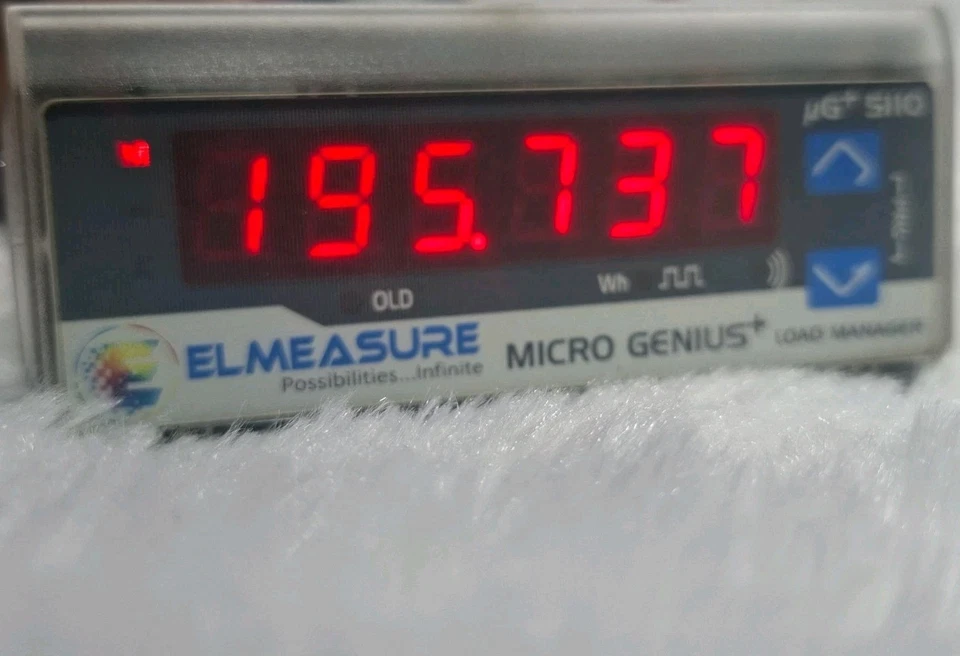 µG+ 5110
195.737
OLD
Wh
ELMEASURE
Possibilities...Infinite
MICRO GENIUS+
LOAD MANAGER